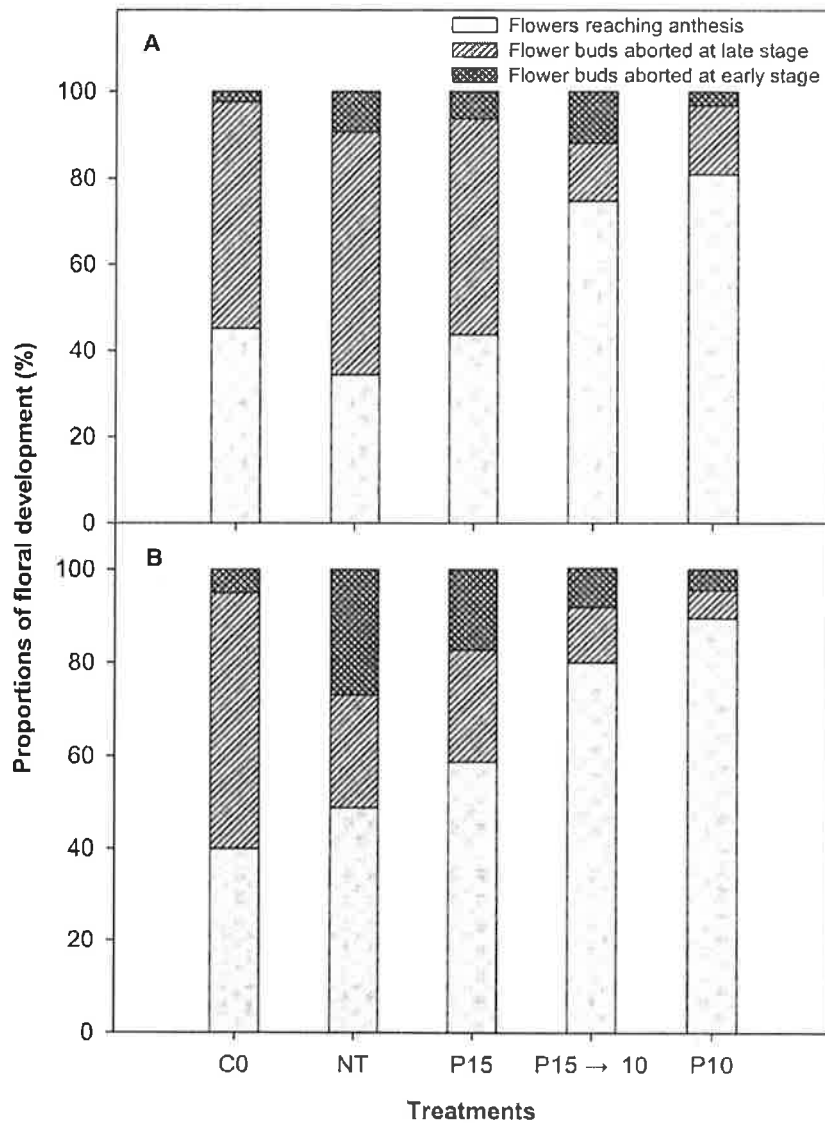 A
Flowers reaching anthesis
Flower buds aborted at late stage
Flower buds aborted at early stage
100
80
60
40
20
0
B
100
80
60
40
20
0
Proportions of floral development (%)
C0 NT P15 P15 → 10 P10
Treatments